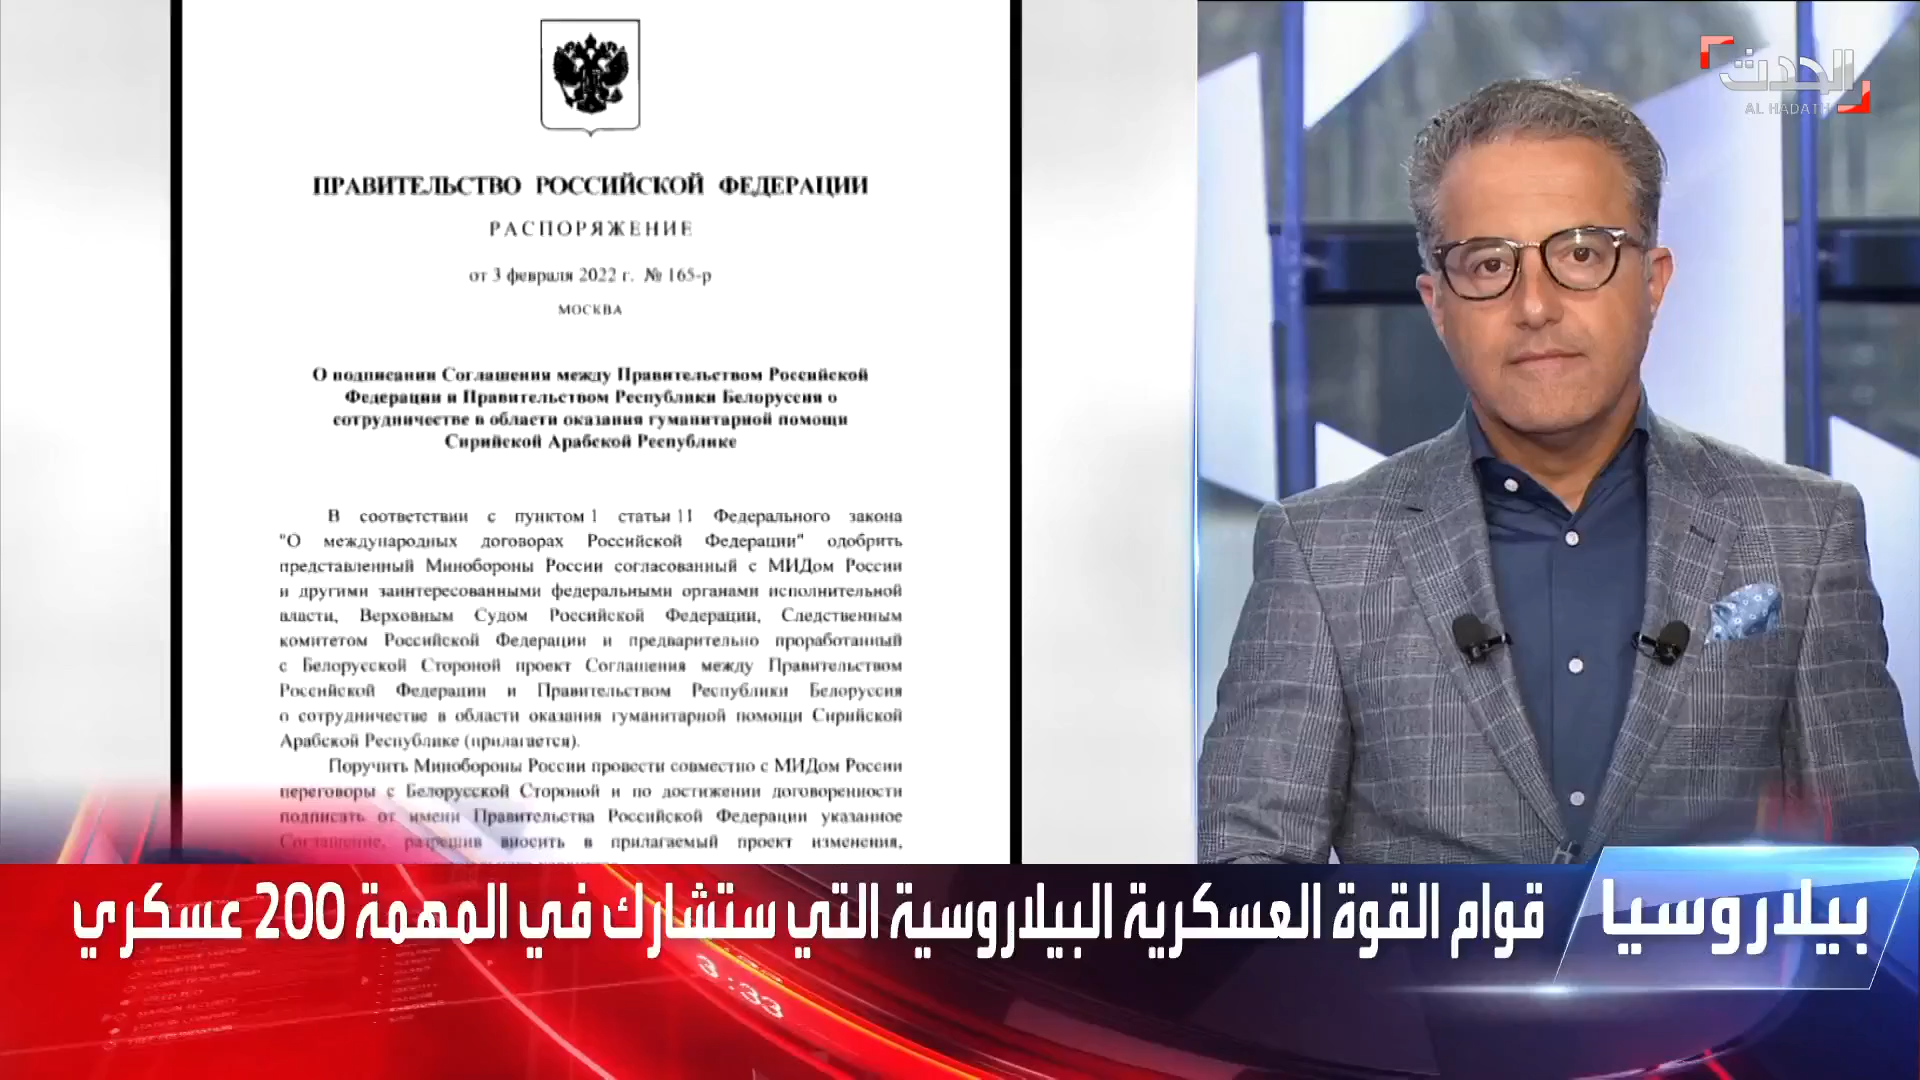 ПРАВИТЕЛЬСТВО РОССИЙСКОЙ ФЕДЕРАЦИИ
РАСПОРЯЖЕНИЕ
от 3 февраля 2022 г. № 165-р
МОСКВА
О подписании Соглашения между Правительством Российской
Федерации и Правительством Республики Белоруссия о
сотрудничестве в области оказания гуманитарной помощи
Сирийской Арабской Республике
В соответствии с пунктом 1 статьи 11 Федерального закона
"О международных договорах Российской Федерации" одобрить
представленный Минобороны России согласованный с МИДом России
и другими заинтересованными федеральными органами исполнительной
власти, Верховным Судом Российской Федерации, Следственным
комитетом Российской Федерации и предварительно проработанный
с Белорусской Стороной проект Соглашения между Правительством
Российской Федерации и Правительством Республики Белоруссия
о сотрудничестве в области оказания гуманитарной помощи Сирийской
Арабской Республике (прилагается).
Поручить Минобороны России провести совместно с МИДом России
переговоры с Белорусской Стороной и по достижении договоренности
подписать от имени Правительства Российской Федерации указанное
Соглашение, разрешив вносить в прилагаемый проект изменения,
الحدث
AL HADATH
بيلاروسيا
قوام القوة العسكرية البيلاروسية التي ستشارك في المهمة 200 عسكري
3:33